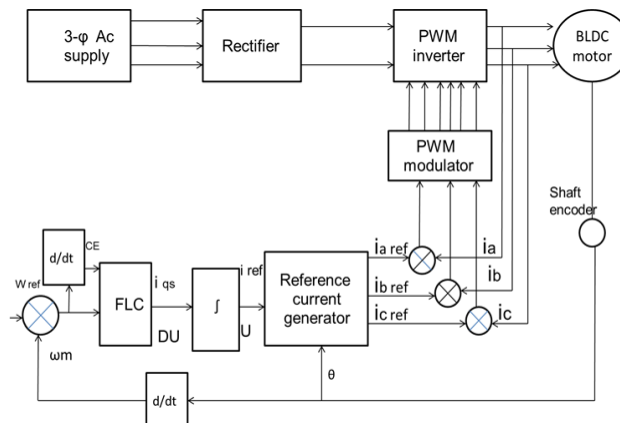 3-φ Ac
supply
Rectifier
PWM
inverter
BLDC
motor
PWM
modulator
Shaft
encoder
d/dt
CE
W ref
FLC
i qs
DU
∫
i ref
U
Reference
current
generator
ia ref
ia
ib ref
ib
ic ref
ic
ωm
θ
d/dt